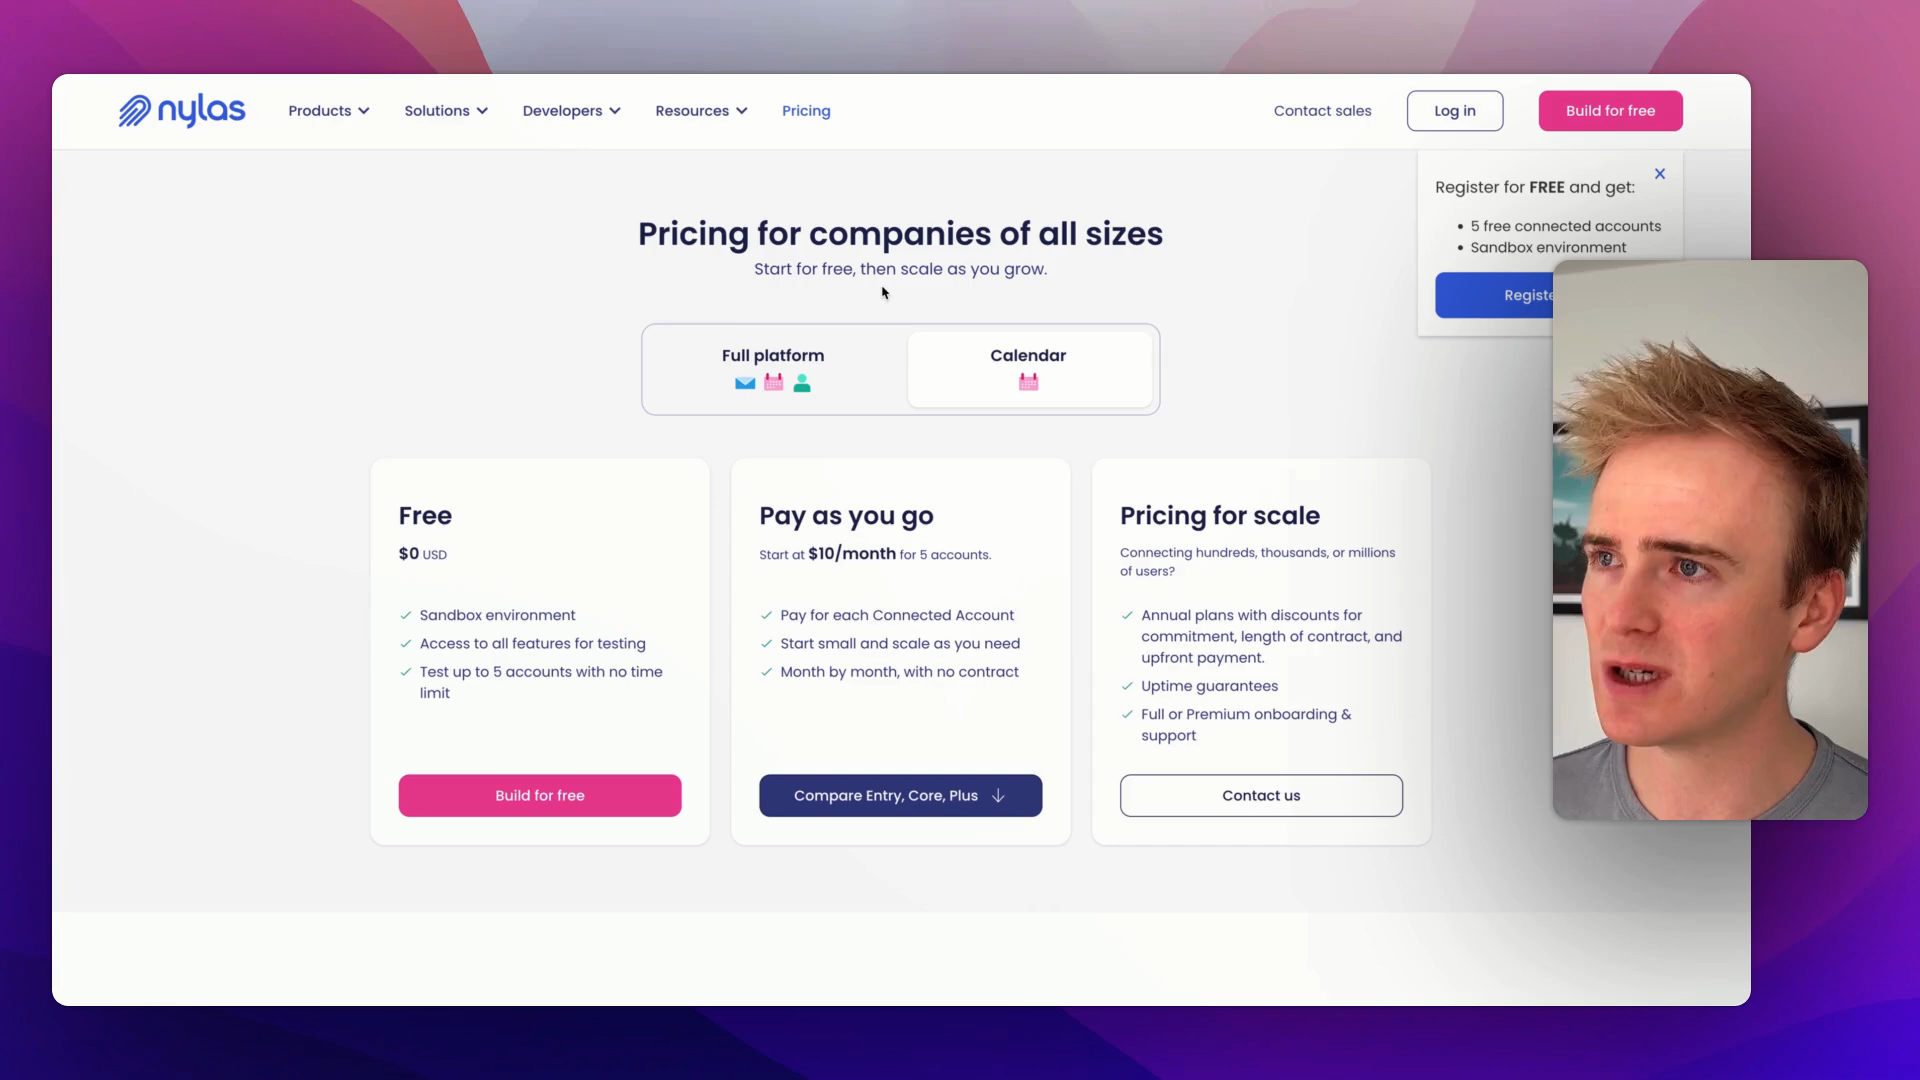 nylas
Products
Solutions
Developers
Resources
Pricing
Contact sales
Log in
Build for free
Register for FREE and get:
• 5 free connected accounts
• Sandbox environment
Pricing for companies of all sizes
Start for free, then scale as you grow.
Full platform
Calendar
Free
$0 USD
Sandbox environment
Access to all features for testing
Test up to 5 accounts with no time
limit
Build for free
Pay as you go
Start at $10/month for 5 accounts.
Pay for each Connected Account
Start small and scale as you need
Month by month, with no contract
Compare Entry, Core, Plus
Pricing for scale
Connecting hundreds, thousands, or millions
of users?
Annual plans with discounts for
commitment, length of contract, and
upfront payment.
Uptime guarantees
Full or Premium onboarding &
support
Contact us